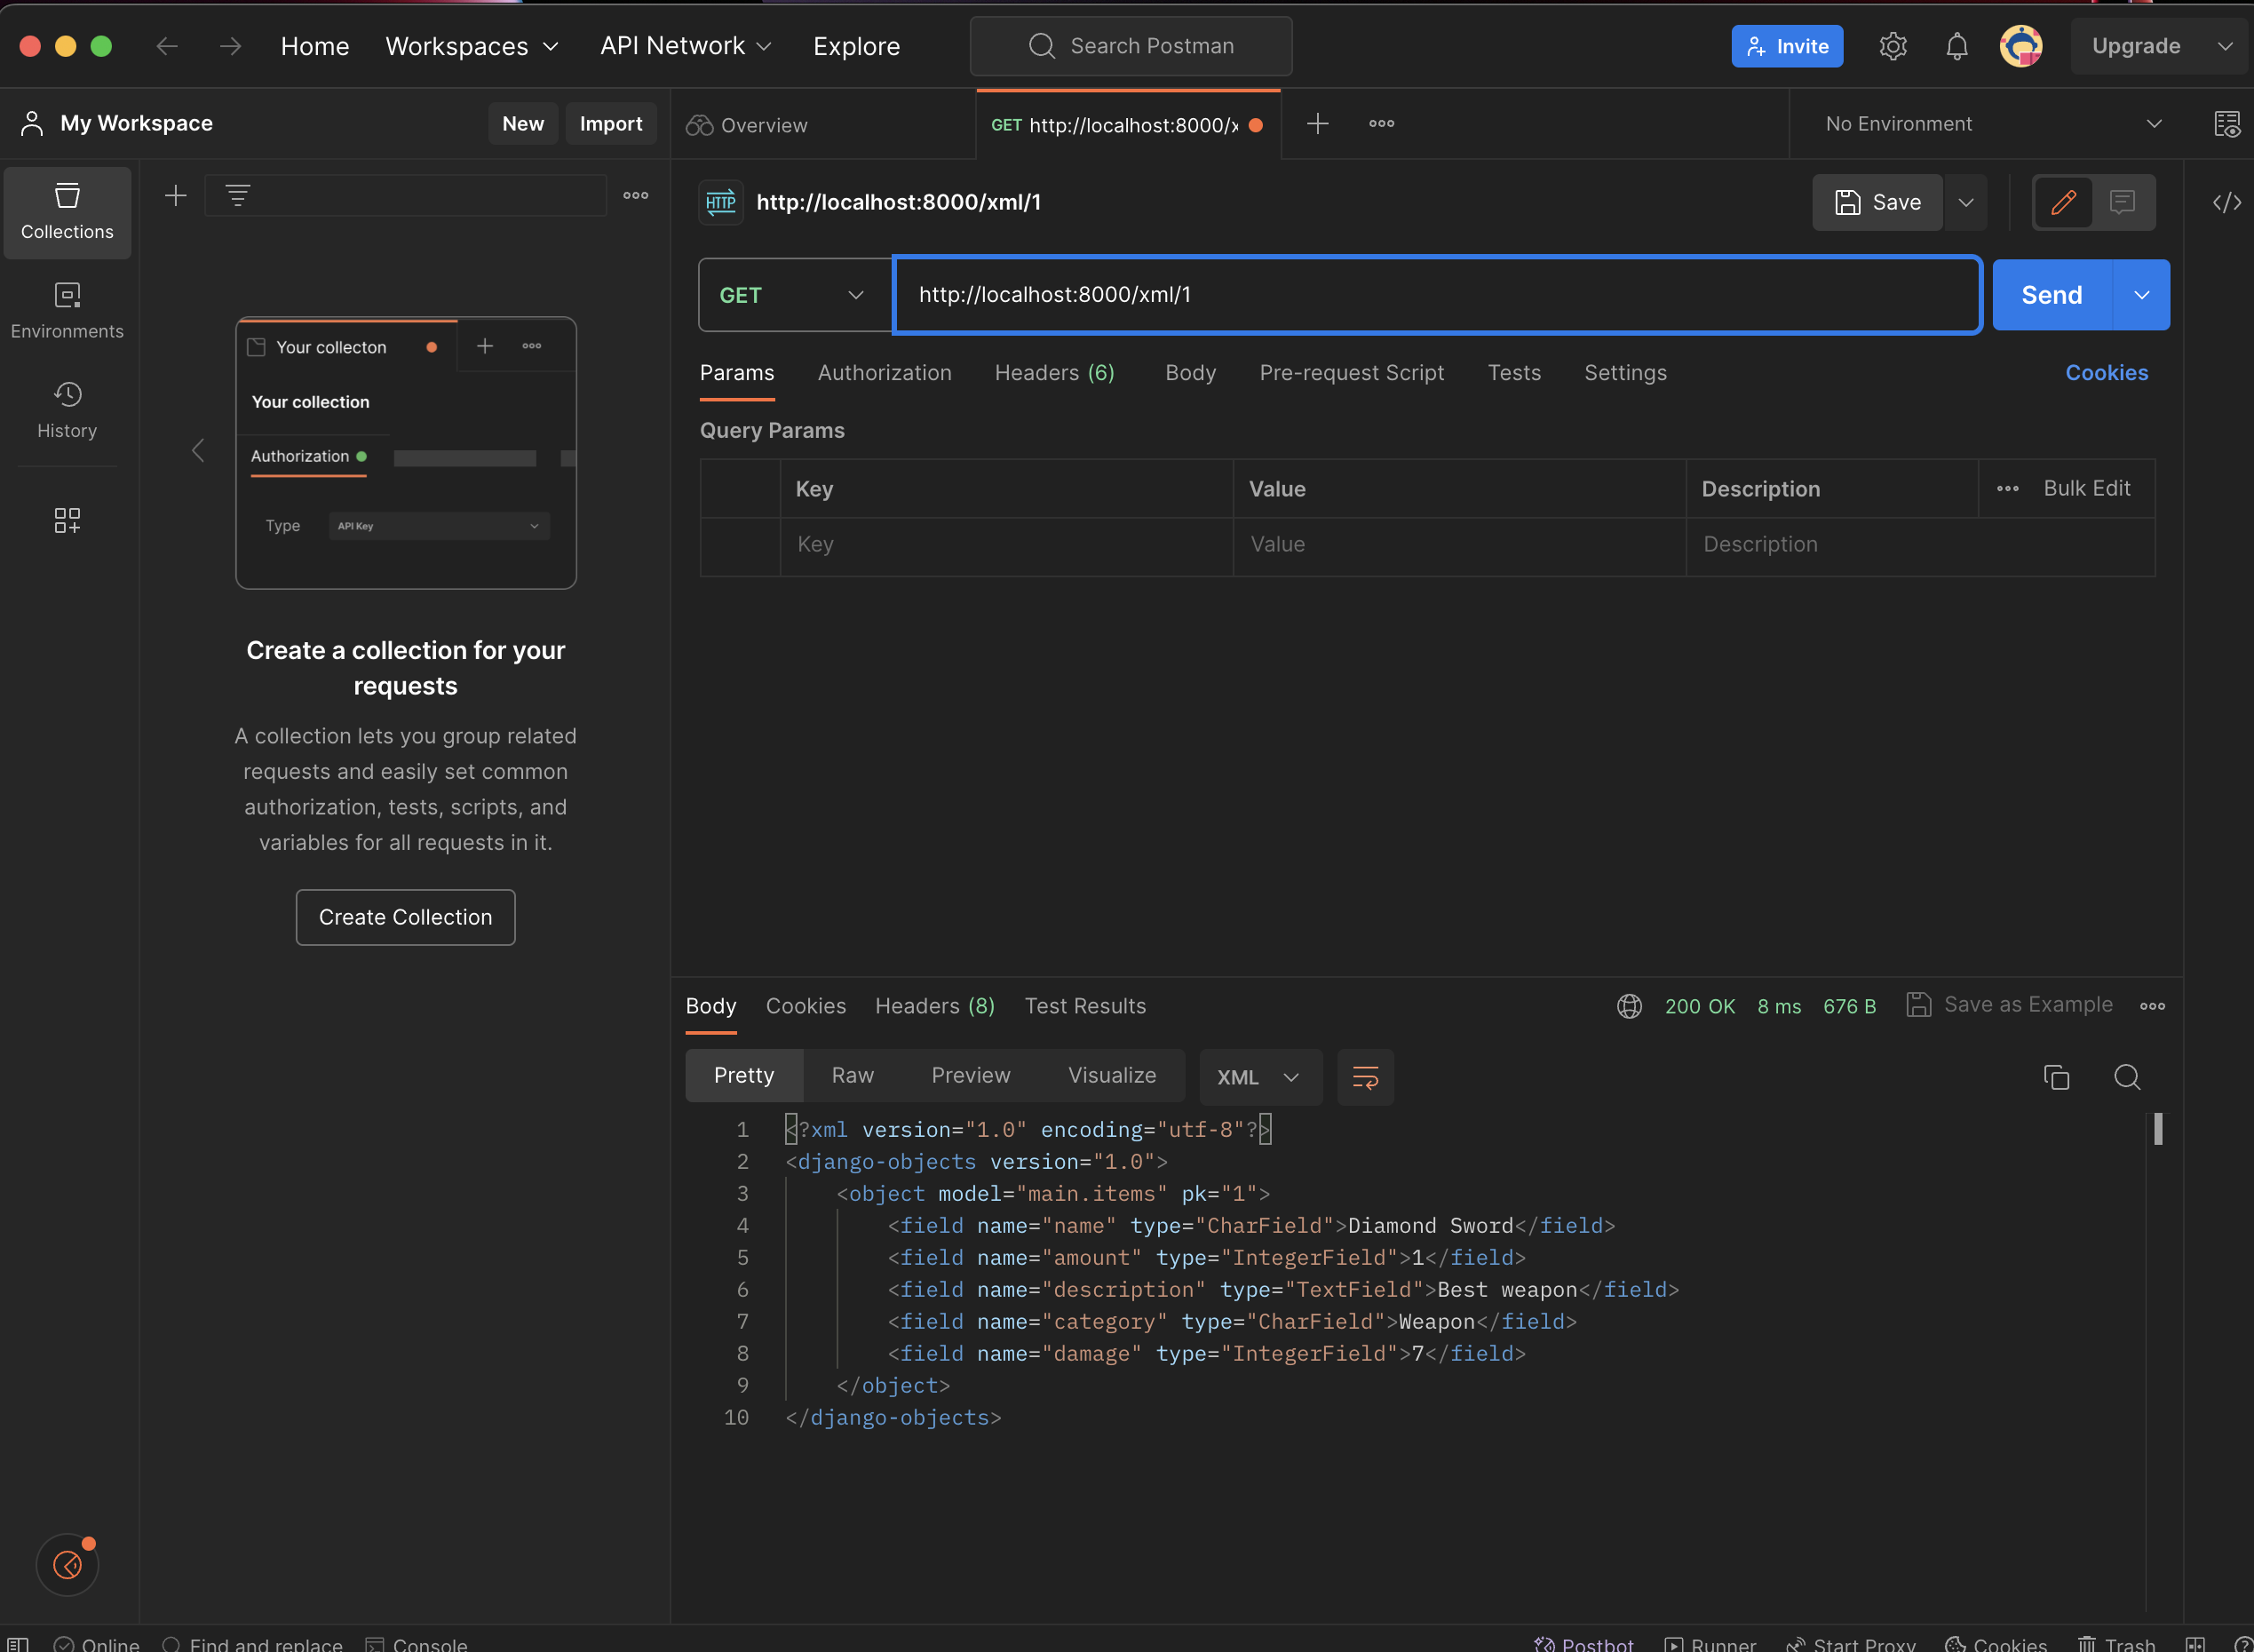 Home Workspaces API Network Explore Search Postman Invite Upgrade
My Workspace New Import
Overview GET http://localhost:8000/x No Environment
Collections
Environments
History
Your collecton
Your collection
Authorization
Type API Key
Create a collection for your
requests
A collection lets you group related
requests and easily set common
authorization, tests, scripts, and
variables for all requests in it.
Create Collection
HTTP http://localhost:8000/xml/1 Save
GET http://localhost:8000/xml/1 Send
Params Authorization Headers (6) Body Pre-request Script Tests Settings Cookies
Query Params
Key Value Description Bulk Edit
Key Value Description
Body Cookies Headers (8) Test Results 200 OK 8 ms 676 B Save as Example
Pretty Raw Preview Visualize XML
1 <?xml version="1.0" encoding="utf-8"?>
2 <django-objects version="1.0">
3 <object model="main.items" pk="1">
4 <field name="name" type="CharField">Diamond Sword</field>
5 <field name="amount" type="IntegerField">1</field>
6 <field name="description" type="TextField">Best weapon</field>
7 <field name="category" type="CharField">Weapon</field>
8 <field name="damage" type="IntegerField">7</field>
9 </object>
10 </django-objects>
Online Find and replace Console Postbot Runner Start Proxy Cookies Trash